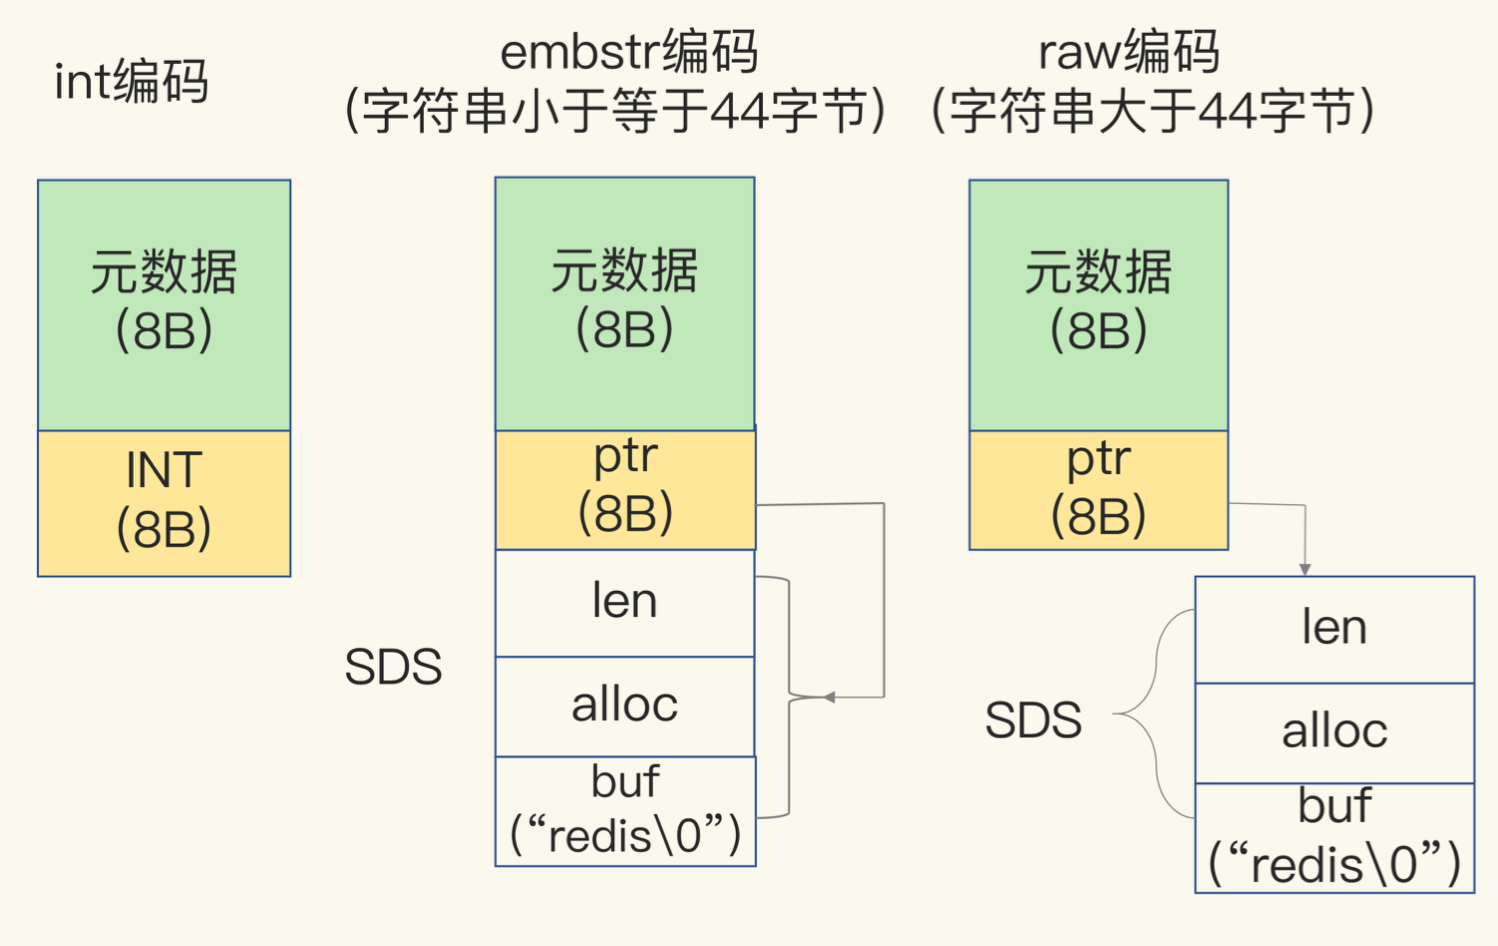 int编码
元数据
(8B)
INT
(8B)
embstr编码
(字符串小于等于44字节)
元数据
(8B)
ptr
(8B)
SDS
len
alloc
buf
(“redis\0”)
raw编码
(字符串大于44字节)
元数据
(8B)
ptr
(8B)
SDS
len
alloc
buf
(“redis\0”)